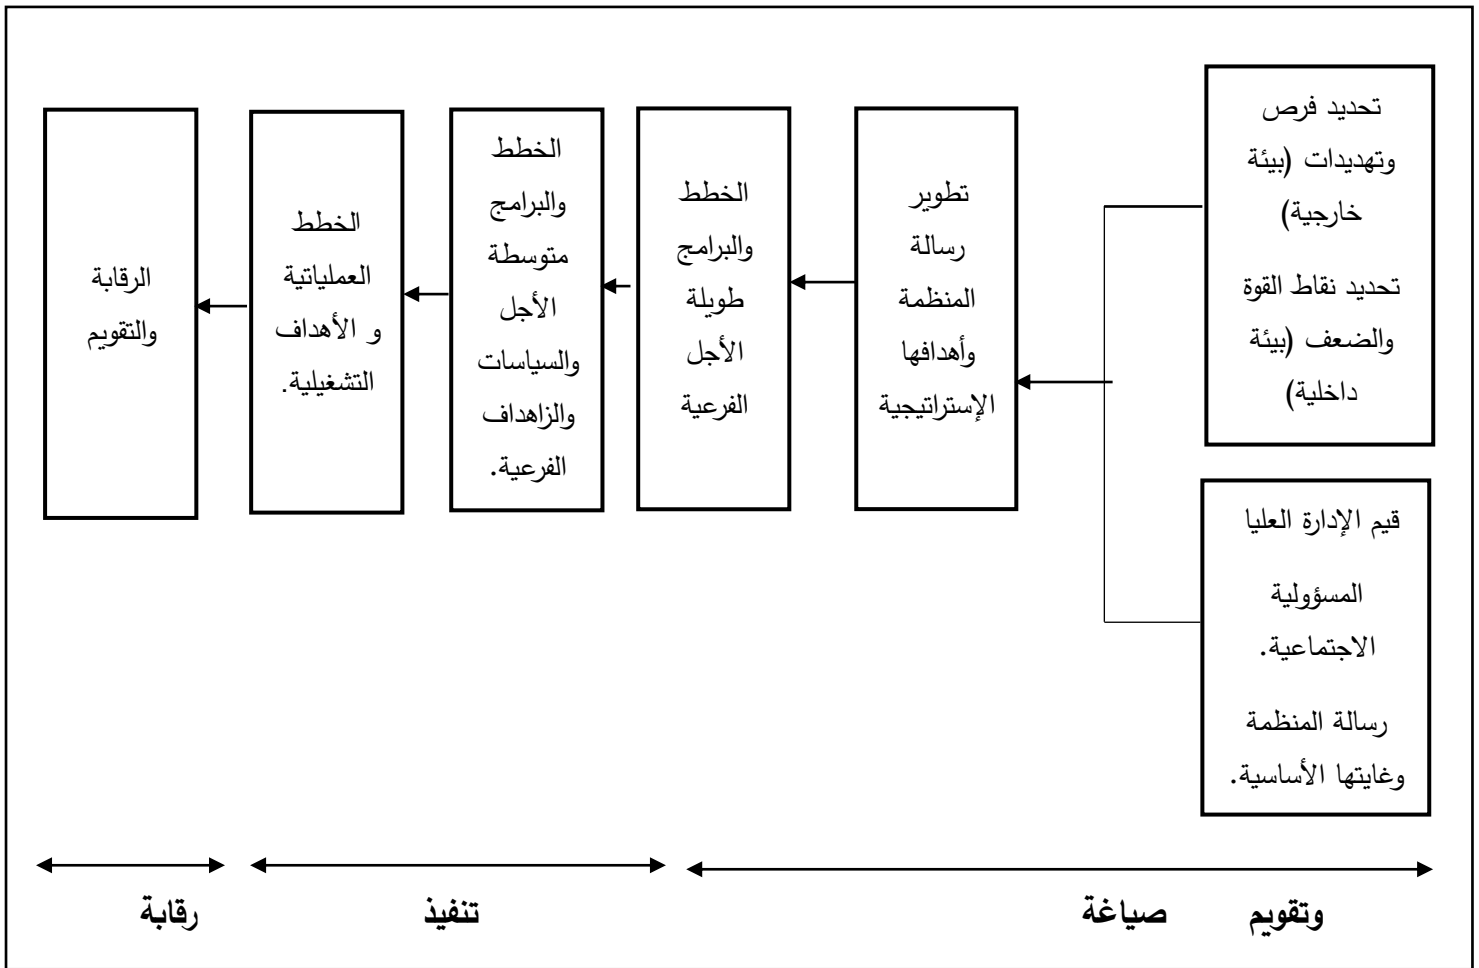 تحديد فرص
وتهديدات (بيئة
خارجية)
تحديد نقاط القوة
والضعف (بيئة
داخلية)
قيم الإدارة العليا
المسؤولية
الاجتماعية.
رسالة المنظمة
وغايتها الأساسية.
تطوير
رسالة
المنظمة
وأهدافها
الإستراتيجية
الخطط
والبرامج
طويلة
الأجل
الفرعية
الخطط
والبرامج
متوسطة
الأجل
والسياسات
والزاهداف
الفرعية.
الخطط
العملياتية
و الأهداف
التشغيلية.
الرقابة
والتقويم
وتقويم صياغة
تنفيذ
رقابة